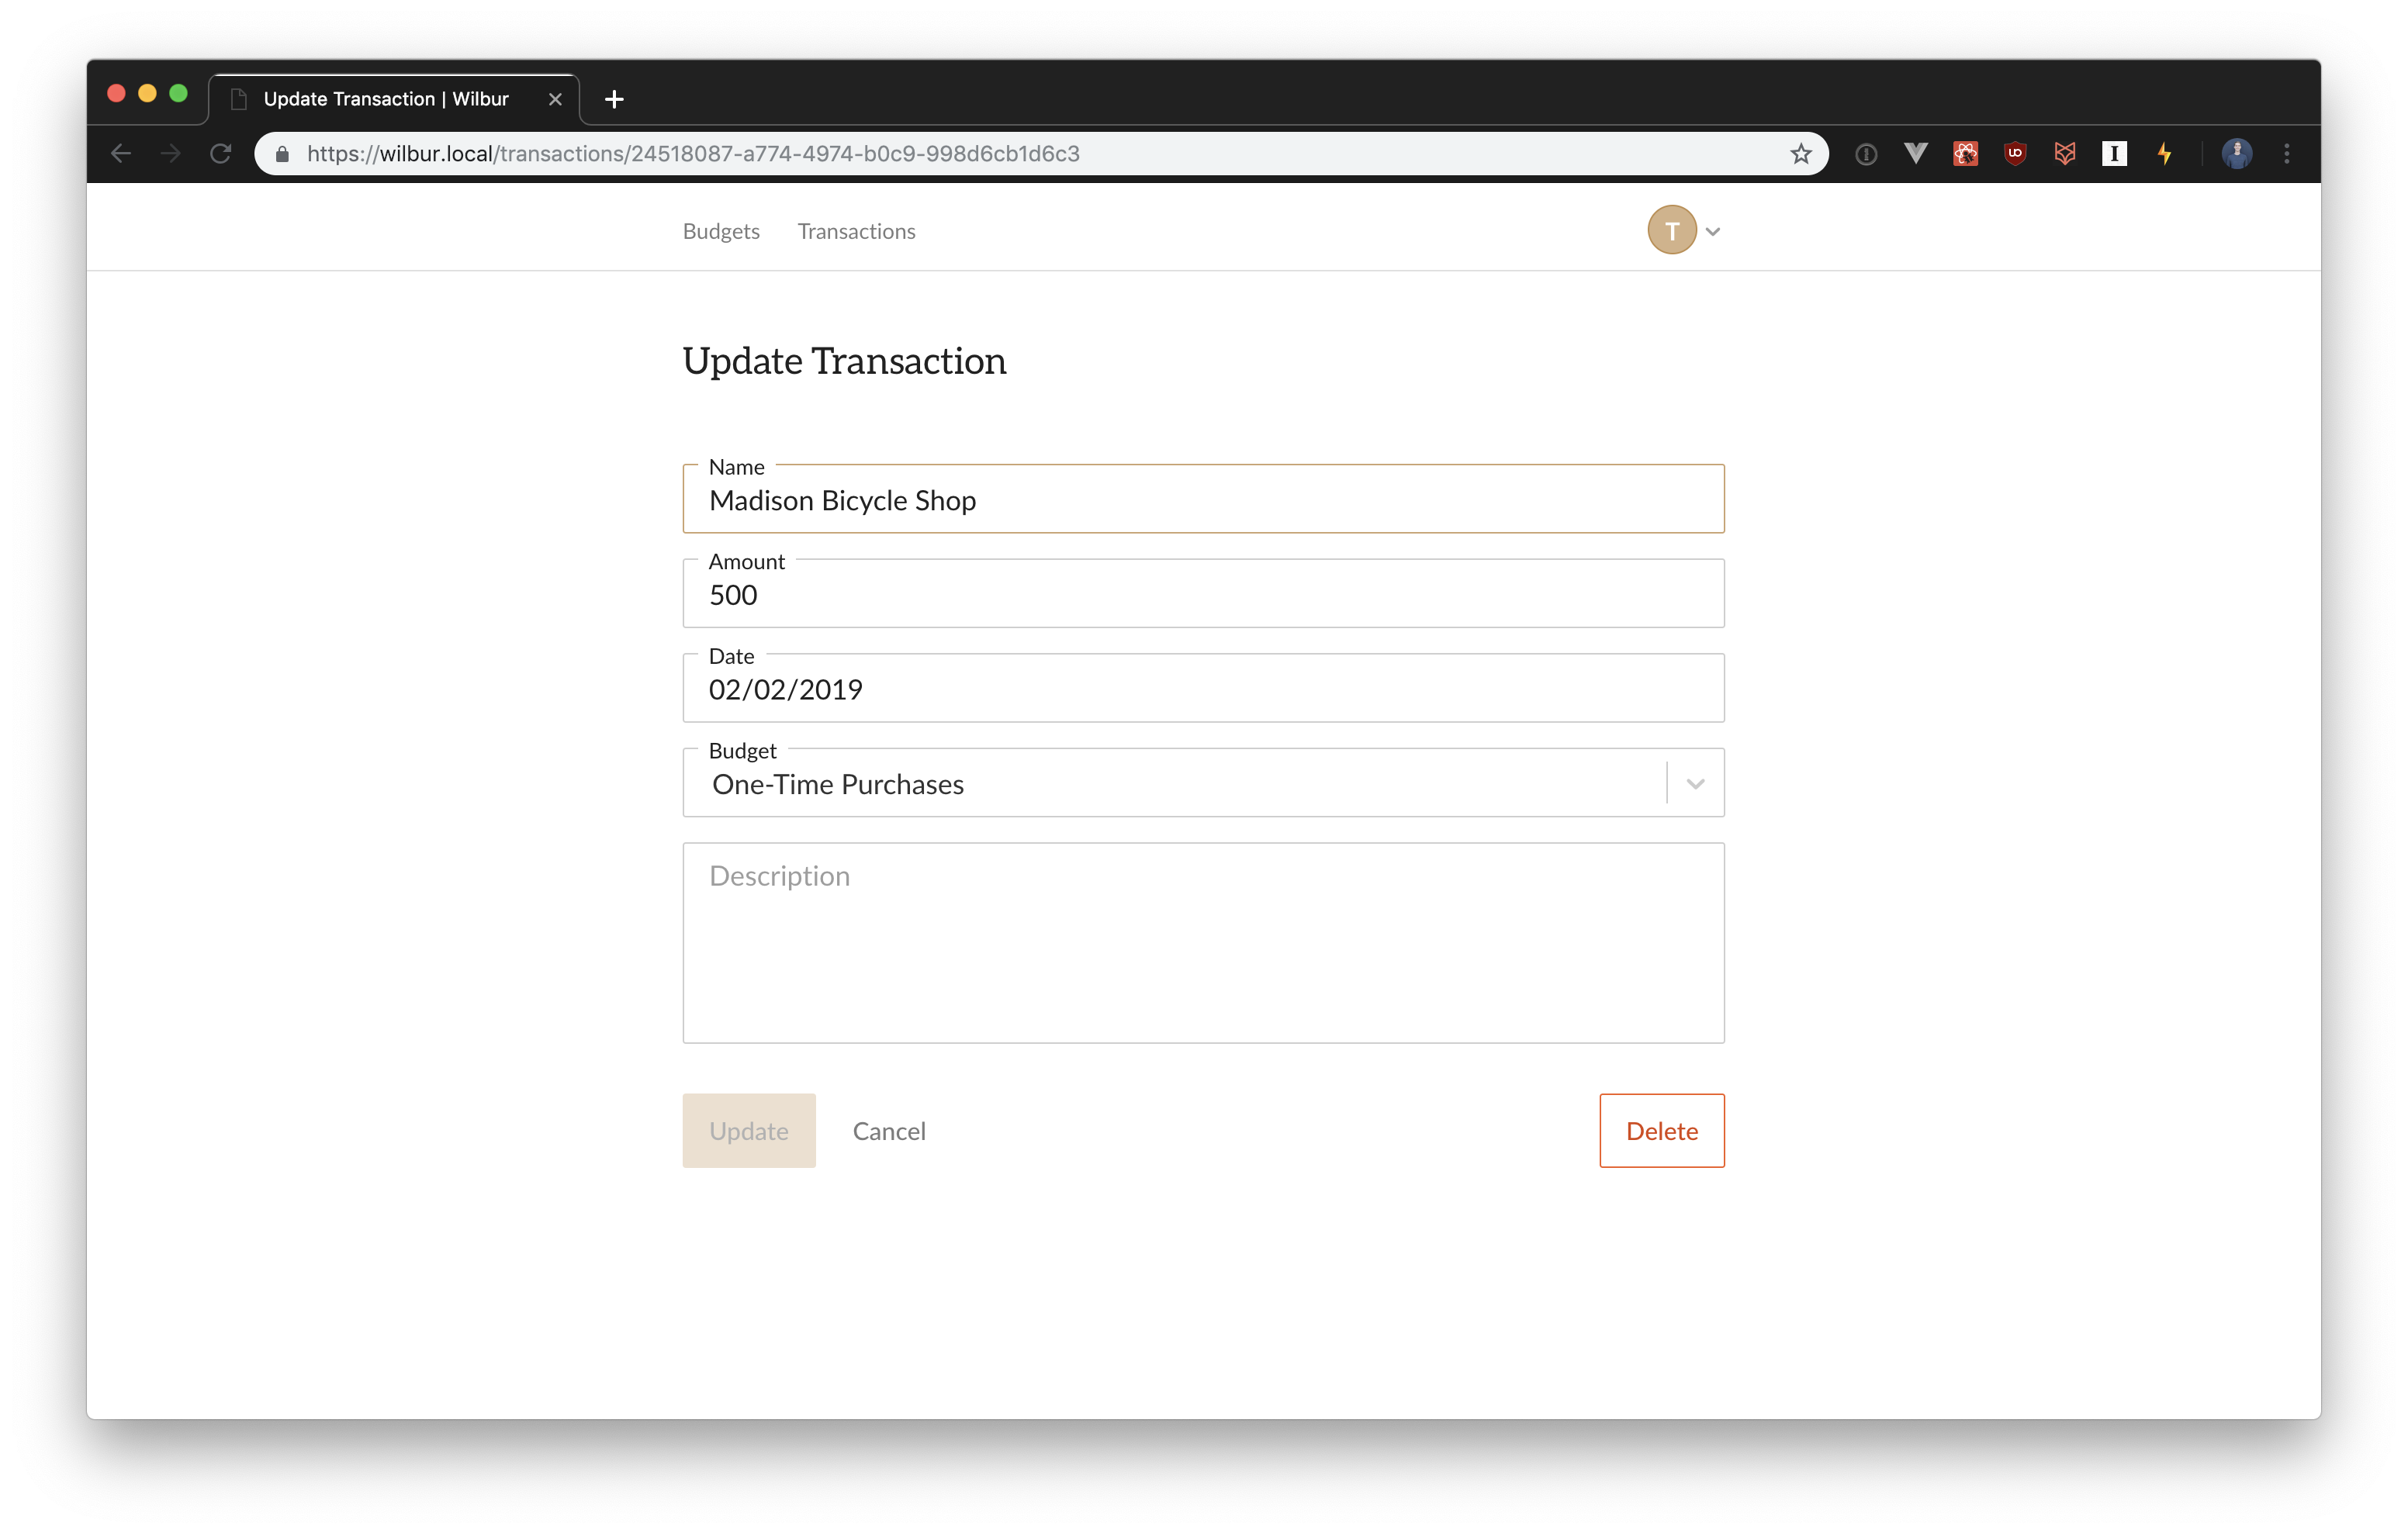 Update Transaction | Wilbur
https://wilbur.local/transactions/24518087-a774-4974-b0c9-998d6cb1d6c3
Budgets Transactions T
Update Transaction
Name
Madison Bicycle Shop
Amount
500
Date
02/02/2019
Budget
One-Time Purchases
Description
Update Cancel Delete